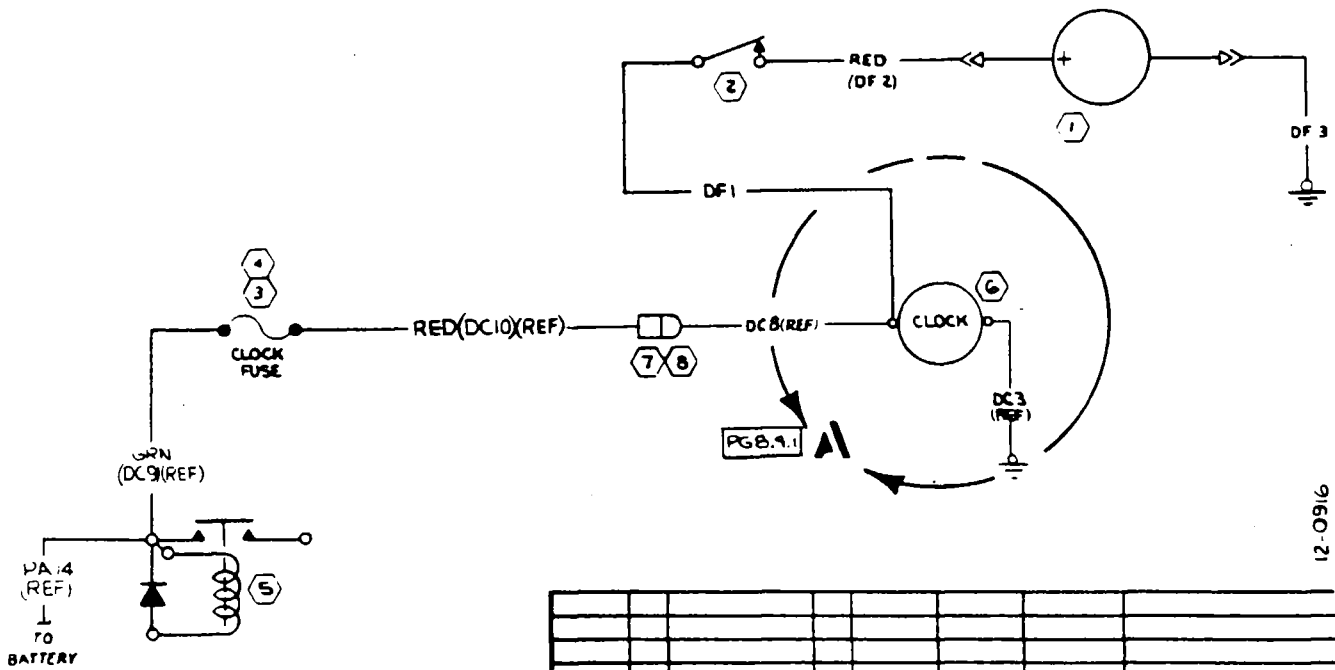 RED
(DF 2)
+
2
1
DF 3
DF1
4
3
6
CLOCK
FUSE
RED(DC10)(REF)
DC8(REF)
CLOCK
7 8
DC3
(REF)
PG8.9.1
A
GRN
(DC9)(REF)
(REF)
TO
BATTERY
5
12-0916